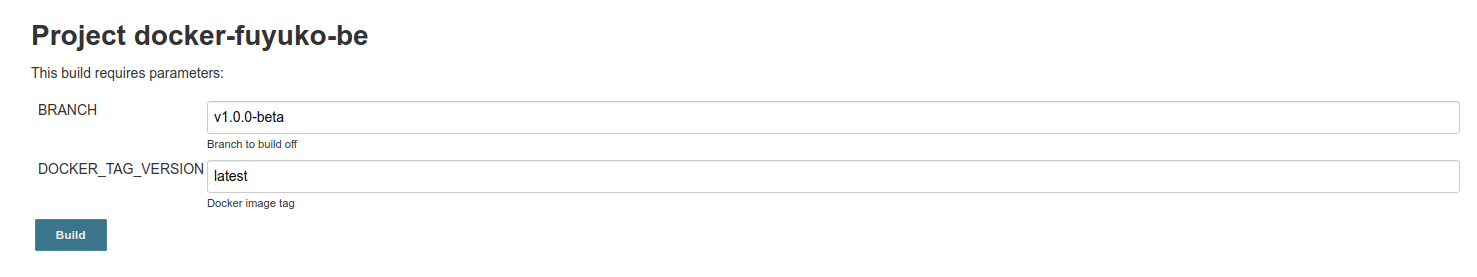 Project docker-fuyuko-be
This build requires parameters:
BRANCH
v1.0.0-beta
Branch to build off
DOCKER_TAG_VERSION
latest
Docker image tag
Build